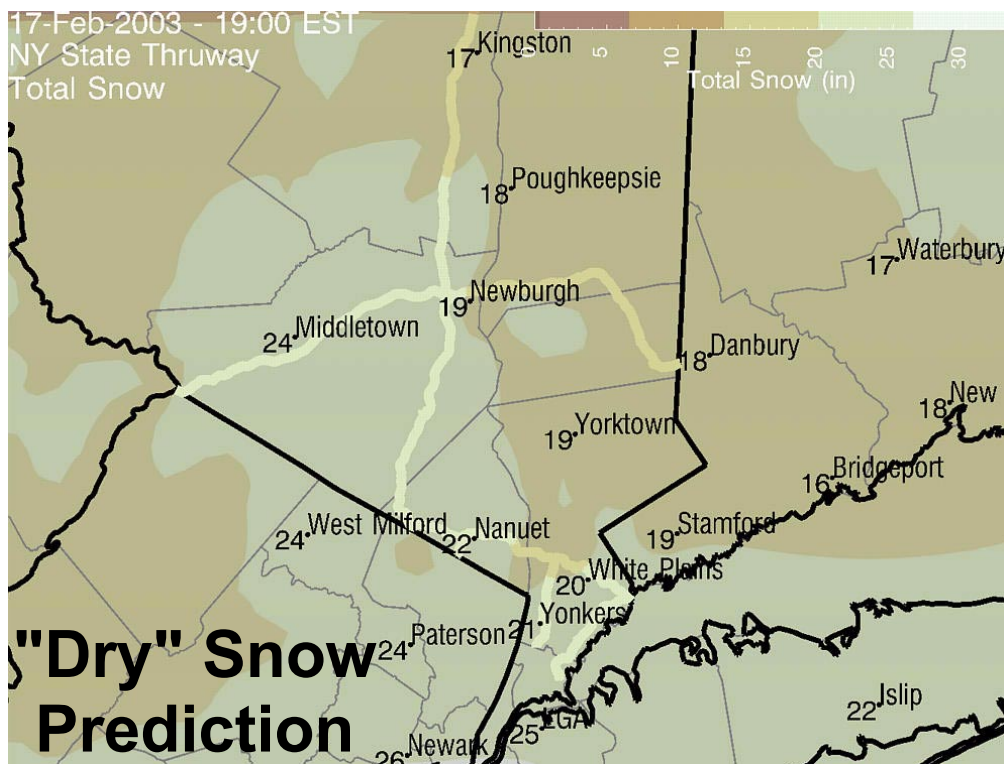 17-Feb-2003 - 19:00 EST
NY State Thruway
Total Snow
0 5 10 15 20 25 30
Total Snow (in)
17 Kingston
18 Poughkeepsie
17 Waterbury
19 Newburgh
24 Middletown
18 Danbury
18 New
19 Yorktown
16 Bridgeport
24 West Milford
22 Nanuet
19 Stamford
20 White Plains
21 Yonkers
24 Paterson
22 Islip
25 LGA
26 Newark
"Dry" Snow
Prediction